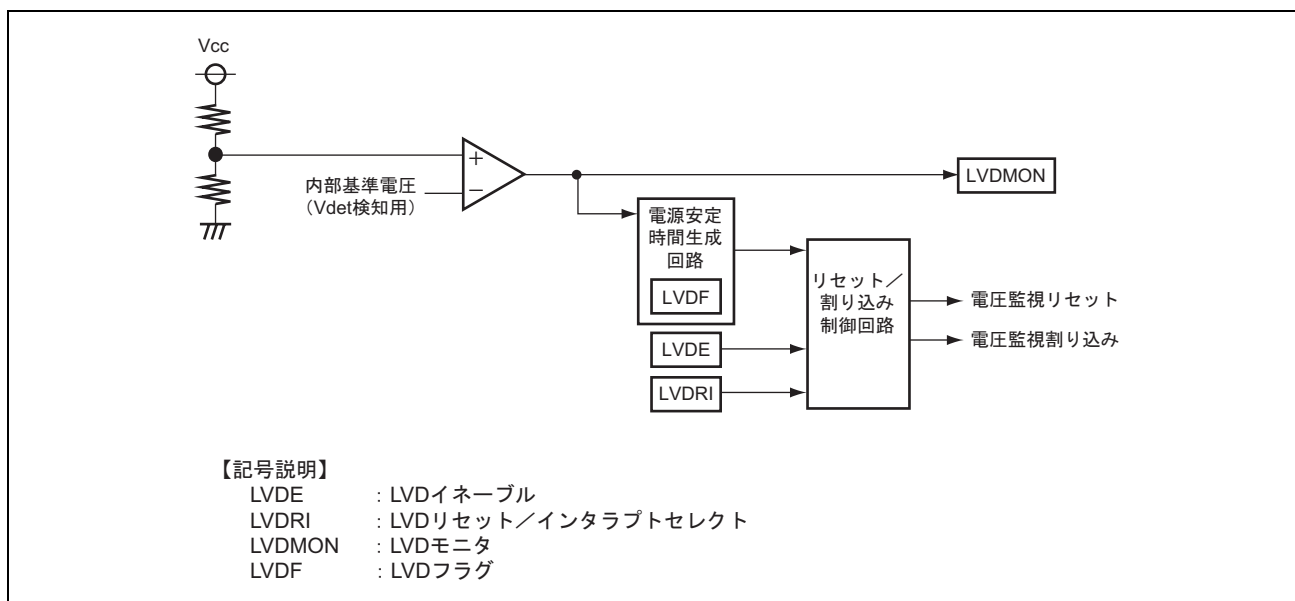 Vcc
+
−
内部基準電圧
（Vdet検知用）
LVDMON
電源安定
時間生成
回路
LVDF
LVDE
LVDRI
リセット／
割り込み
制御回路
電圧監視リセット
電圧監視割り込み
【記号説明】
LVDE : LVDイネーブル
LVDRI : LVDリセット／インタラプトセレクト
LVDMON : LVDモニタ
LVDF : LVDフラグ